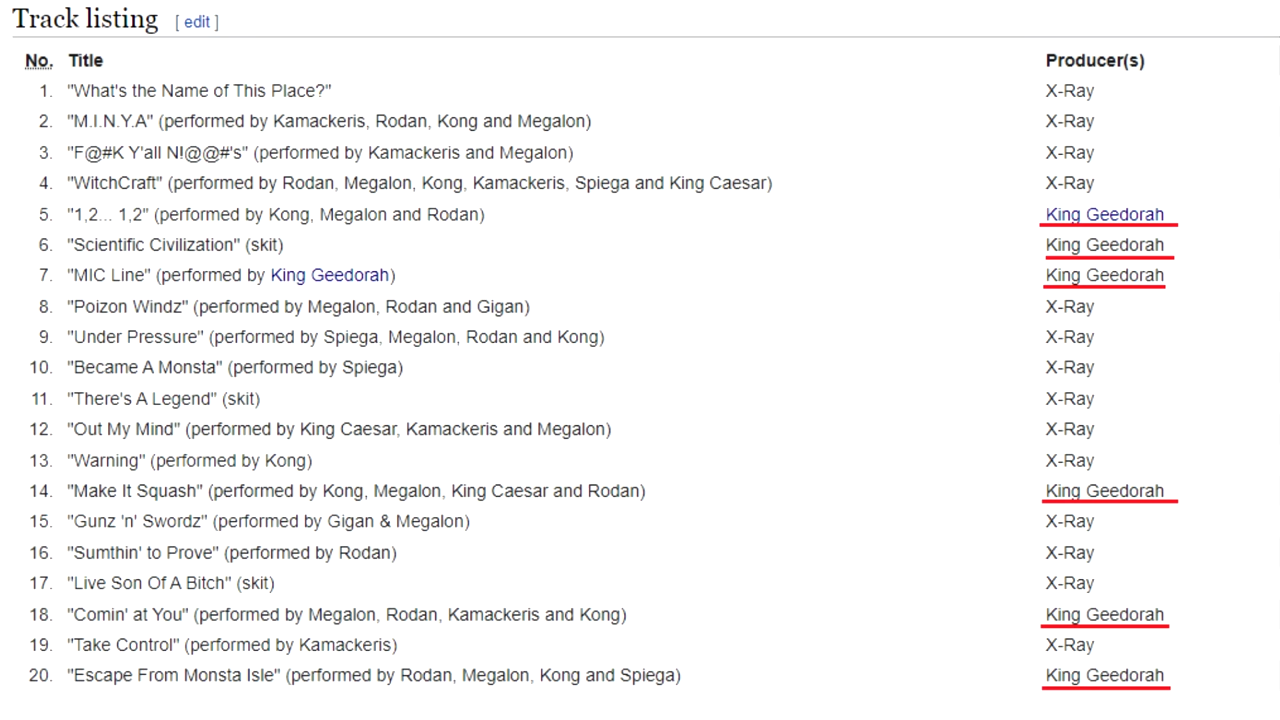 Track listing [ edit ]
No. Title Producer(s)
1. "What's the Name of This Place?" X-Ray
2. "M.I.N.Y.A" (performed by Kamackeris, Rodan, Kong and Megalon) X-Ray
3. "F@#K Y'all N!@@#'s" (performed by Kamackeris and Megalon) X-Ray
4. "WitchCraft" (performed by Rodan, Megalon, Kong, Kamackeris, Spiega and King Caesar) X-Ray
5. "1,2... 1,2" (performed by Kong, Megalon and Rodan) King Geedorah
6. "Scientific Civilization" (skit) King Geedorah
7. "MIC Line" (performed by King Geedorah) King Geedorah
8. "Poizon Windz" (performed by Megalon, Rodan and Gigan) X-Ray
9. "Under Pressure" (performed by Spiega, Megalon, Rodan and Kong) X-Ray
10. "Became A Monsta" (performed by Spiega) X-Ray
11. "There's A Legend" (skit) X-Ray
12. "Out My Mind" (performed by King Caesar, Kamackeris and Megalon) X-Ray
13. "Warning" (performed by Kong) X-Ray
14. "Make It Squash" (performed by Kong, Megalon, King Caesar and Rodan) King Geedorah
15. "Gunz 'n' Swordz" (performed by Gigan & Megalon) X-Ray
16. "Sumthin' to Prove" (performed by Rodan) X-Ray
17. "Live Son Of A Bitch" (skit) X-Ray
18. "Comin' at You" (performed by Megalon, Rodan, Kamackeris and Kong) King Geedorah
19. "Take Control" (performed by Kamackeris) X-Ray
20. "Escape From Monsta Isle" (performed by Rodan, Megalon, Kong and Spiega) King Geedorah